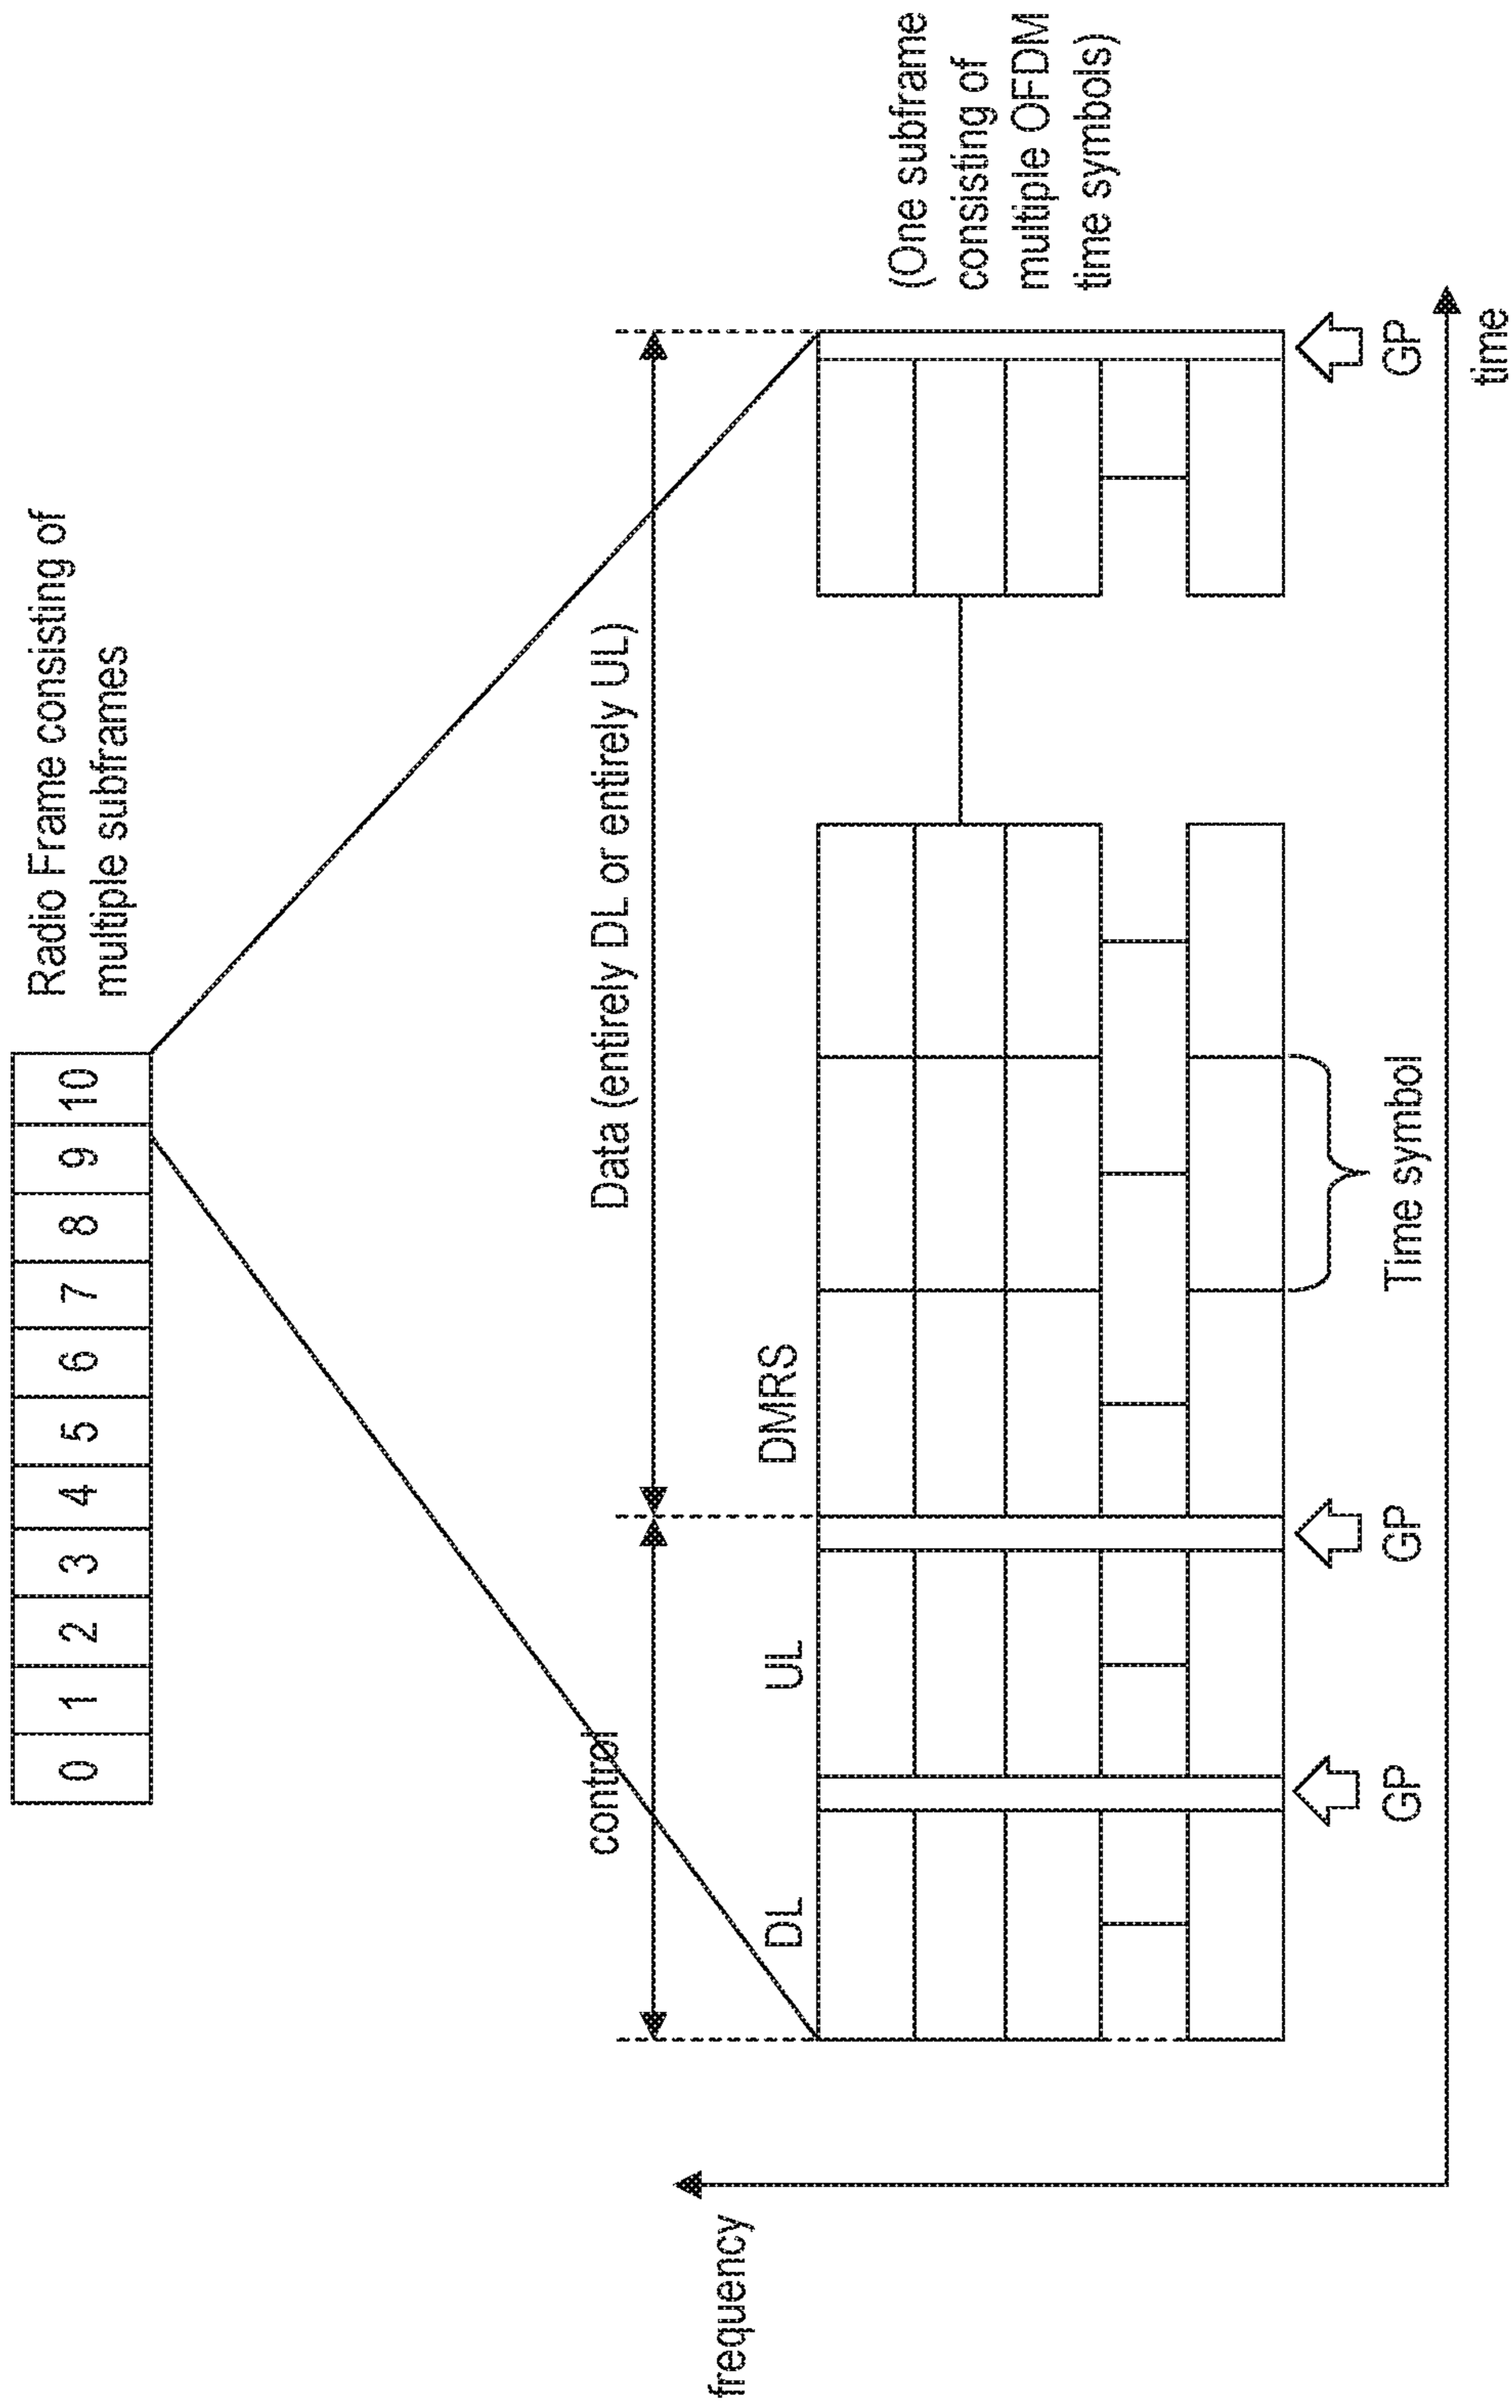 Radio Frame consisting of
multiple subframes
0 1 2 3 4 5 6 7 8 9 10
control
Data (entirely DL or entirely UL)
DL
UL
DMRS
(One subframe
consisting of
multiple OFDM
time symbols)
frequency
GP
GP
Time symbol
GP
time